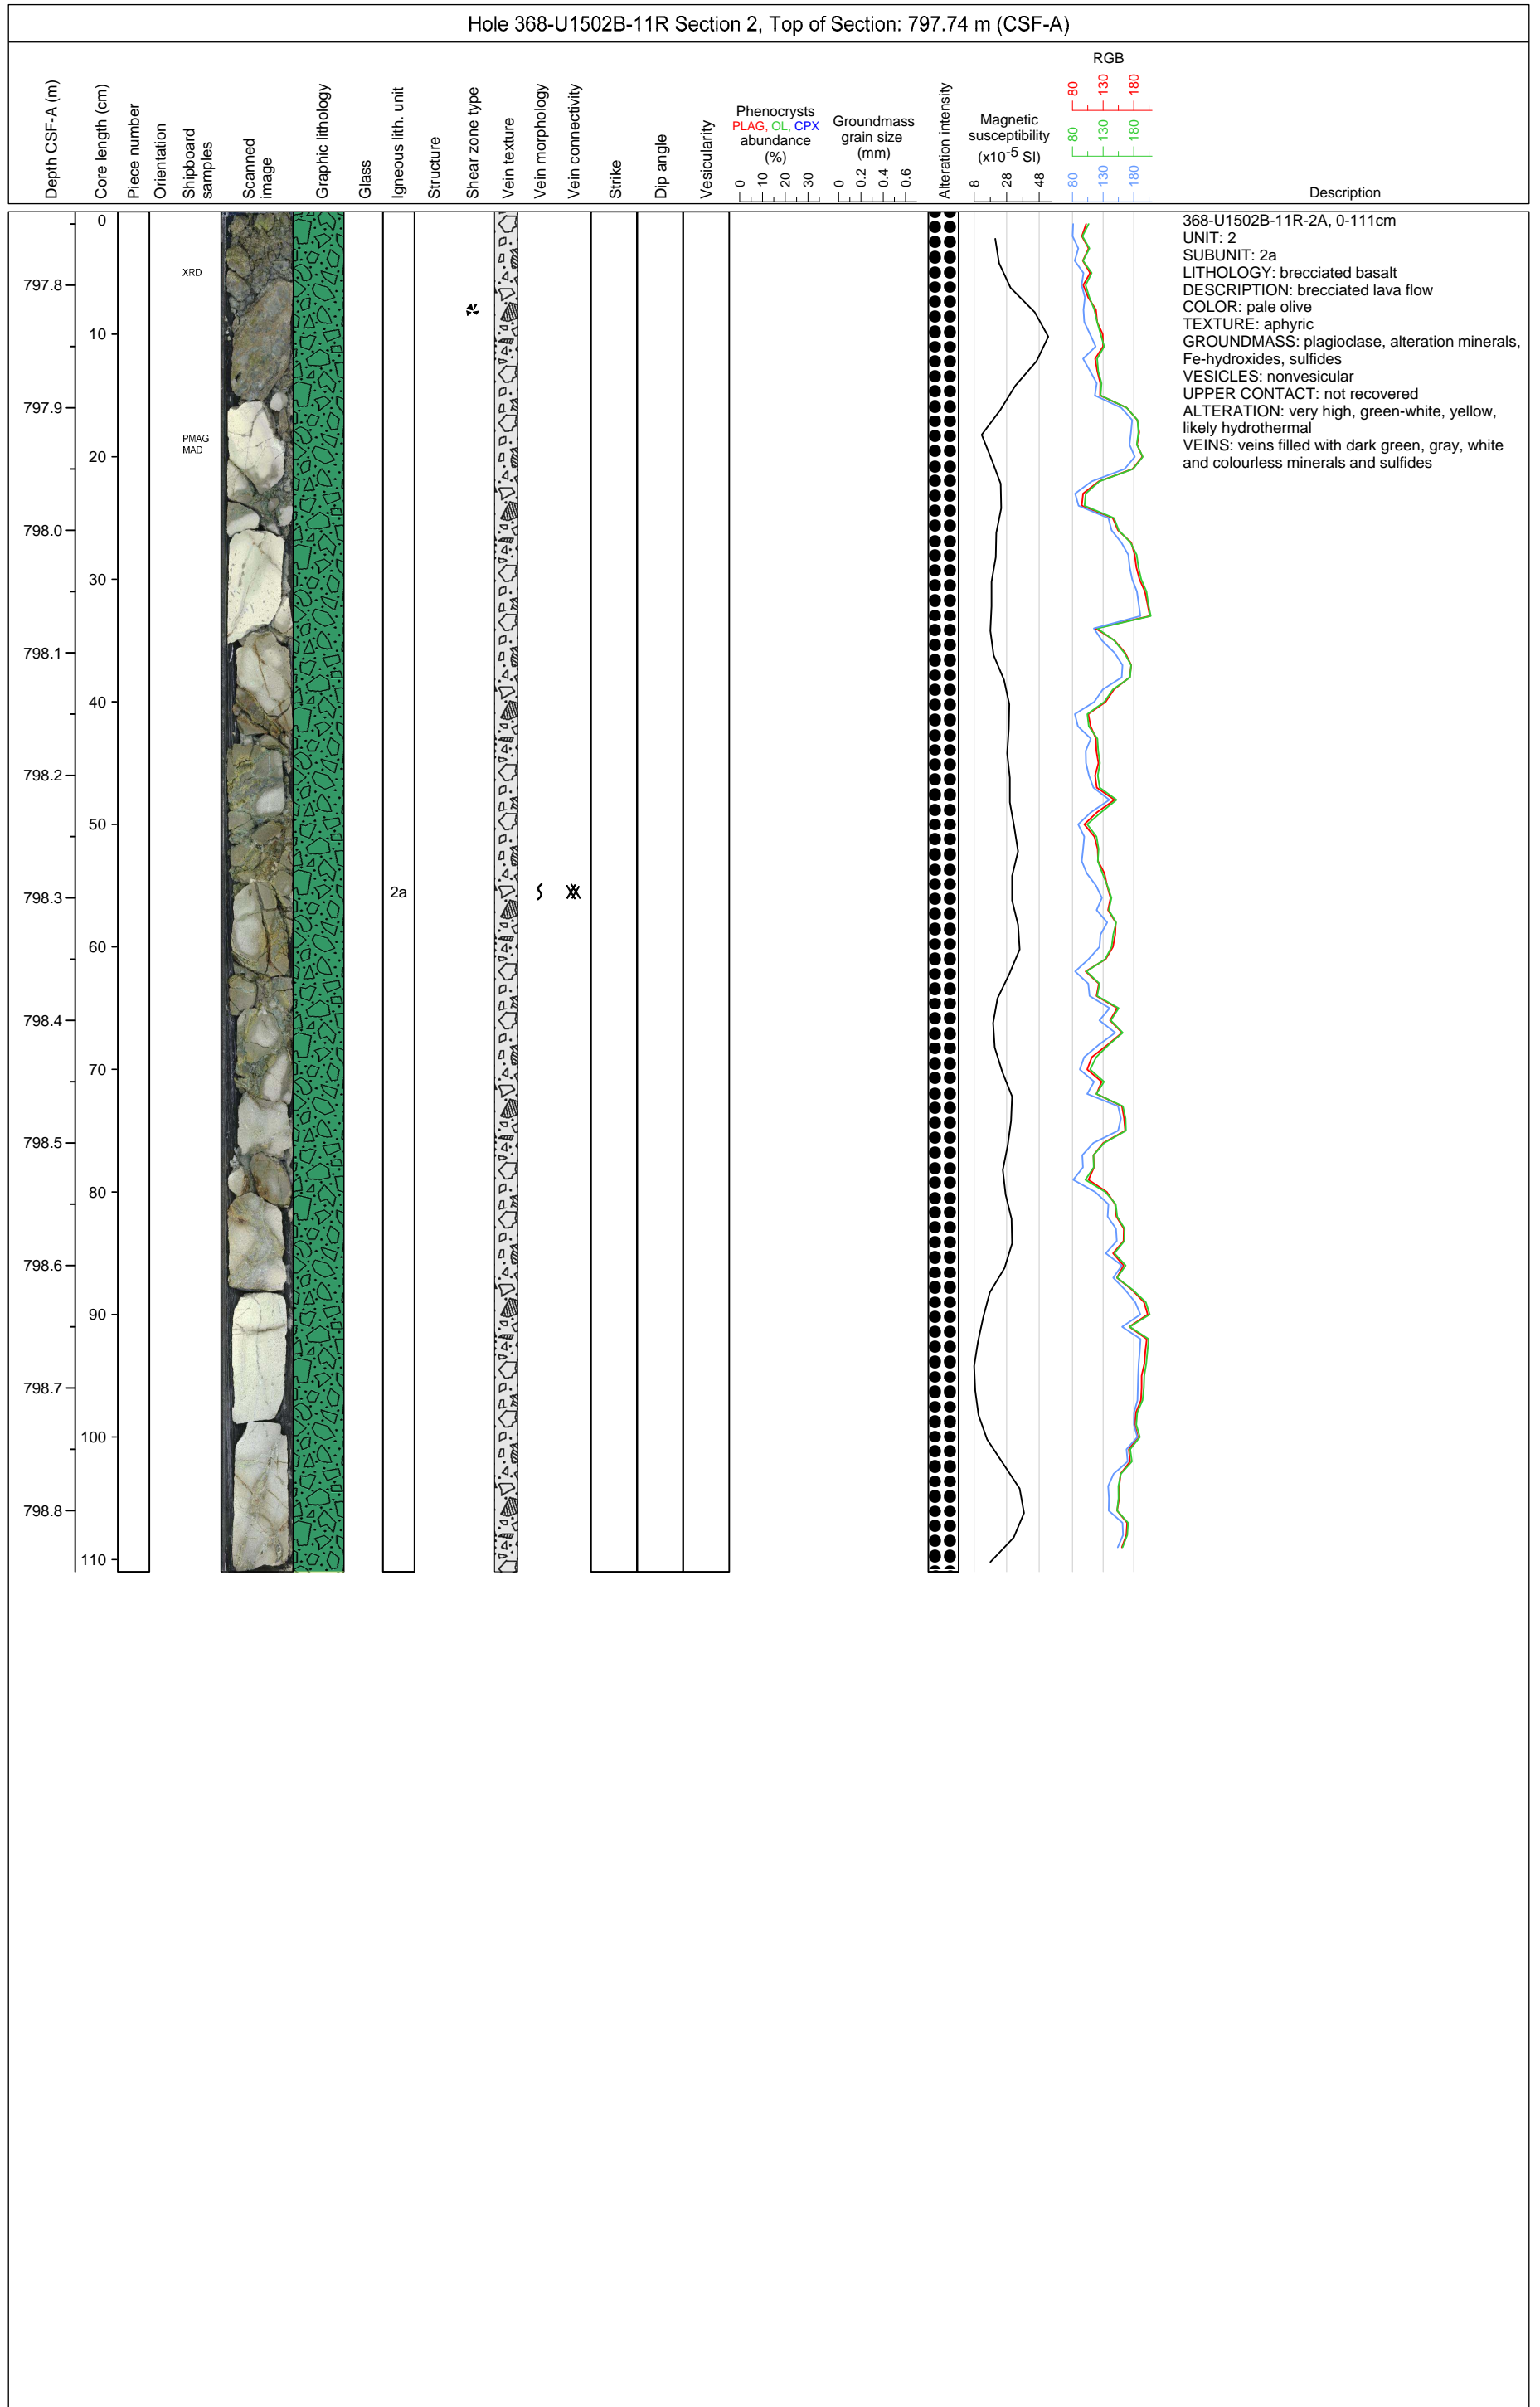 Hole 368-U1502B-11R Section 2, Top of Section: 797.74 m (CSF-A)
Depth CSF-A (m)
Core length (cm)
Piece number
Orientation
Shipboard
samples
Scanned
image
Graphic lithology
Glass
Igneous lith. unit
Structure
Shear zone type
Vein texture
Vein morphology
Vein connectivity
Strike
Dip angle
Vesicularity
Phenocrysts
PLAG, OL, CPX
abundance
(%)
0 10 20 30
Groundmass
grain size
(mm)
0 0.2 0.4 0.6
Alteration intensity
Magnetic
susceptibility
(x10-5 SI)
8 28 48
RGB
80 130 180
80 130 180
80 130 180
Description
797.8
797.9
798.0
798.1
798.2
798.3
798.4
798.5
798.6
798.7
798.8
0
10
20
30
40
50
60
70
80
90
100
110
XRD
PMAG
MAD
2a
368-U1502B-11R-2A, 0-111cm
UNIT: 2
SUBUNIT: 2a
LITHOLOGY: brecciated basalt
DESCRIPTION: brecciated lava flow
COLOR: pale olive
TEXTURE: aphyric
GROUNDMASS: plagioclase, alteration minerals,
Fe-hydroxides, sulfides
VESICLES: nonvesicular
UPPER CONTACT: not recovered
ALTERATION: very high, green-white, yellow,
likely hydrothermal
VEINS: veins filled with dark green, gray, white
and colourless minerals and sulfides